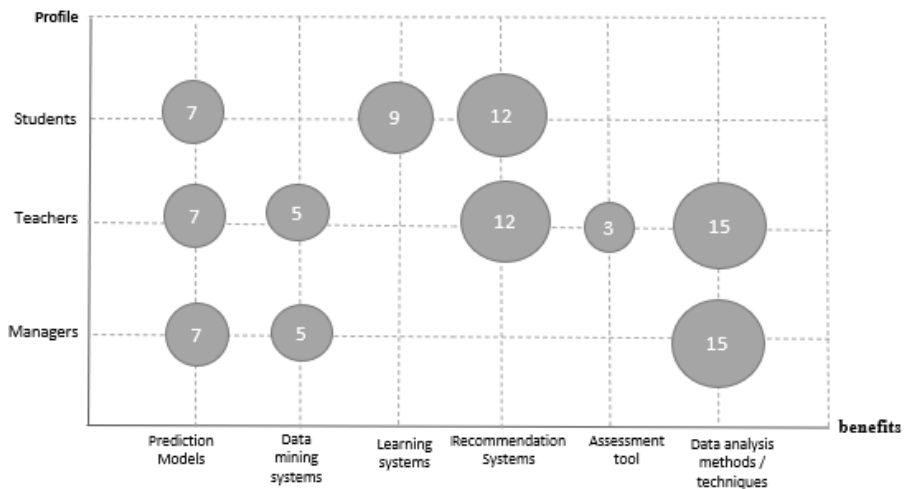 Profile
Students
7
9
12
Teachers
7
5
12
3
15
Managers
7
5
15
benefits
Prediction
Models
Data
mining
systems
Learning
systems
Recommendation
Systems
Assessment
tool
Data analysis
methods /
techniques